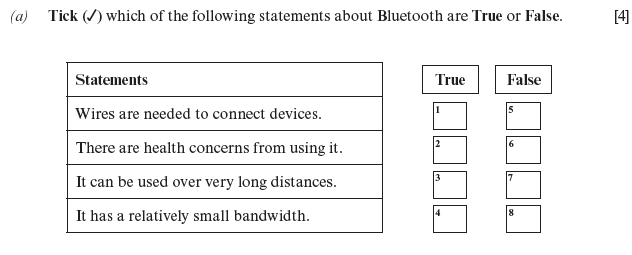 (a) Tick (✓) which of the following statements about Bluetooth are True or False. [4]
Statements True False
Wires are needed to connect devices. 1 5
There are health concerns from using it. 2 6
It can be used over very long distances. 3 7
It has a relatively small bandwidth. 4 8